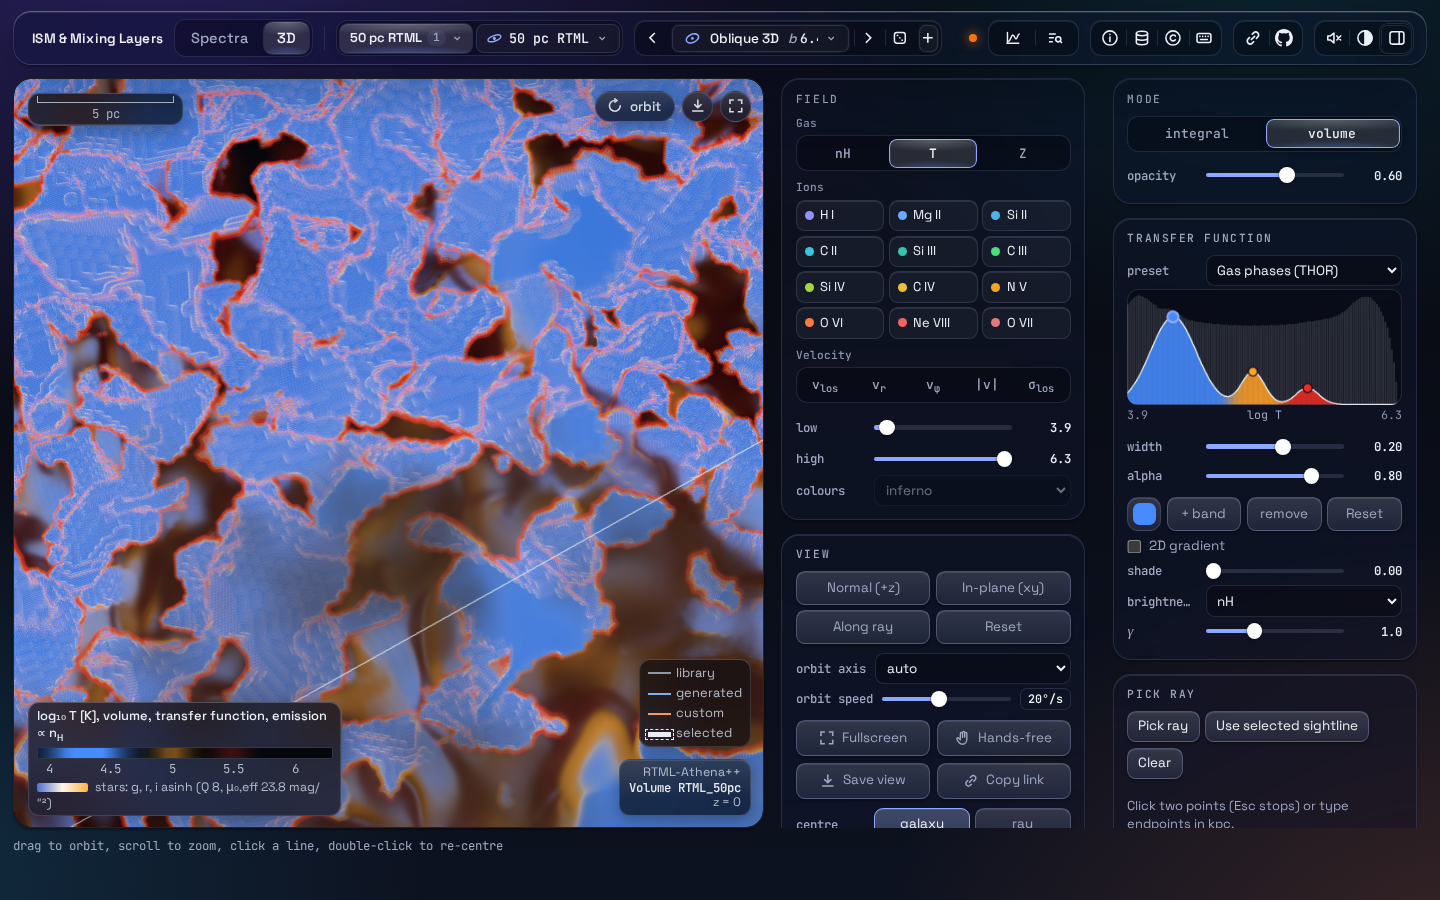 ISM & Mixing Layers Spectra 3D 50 pc RTML 1 50 pc RTML Oblique 3D b 6.
5 pc
orbit
library
generated
custom
selected
log₁₀ T [K], volume, transfer function, emission
∝ nH
4 4.5 5 5.5 6
stars: g, r, i asinh (Q 8, μ₀,eff 23.8 mag/
″²)
RTML-Athena++
Volume RTML_50pc
z = 0
drag to orbit, scroll to zoom, click a line, double-click to re-centre
FIELD
Gas
nH T Z
Ions
H I Mg II Si II
C II Si III C III
Si IV C IV N V
O VI Ne VIII O VII
Velocity
vlos vr vφ |v| σlos
low 3.9
high 6.3
colours inferno
VIEW
Normal (+z) In-plane (xy)
Along ray Reset
orbit axis auto
orbit speed 20°/s
Fullscreen Hands-free
Save view Copy link
centre galaxy ray
MODE
integral volume
opacity 0.60
TRANSFER FUNCTION
preset Gas phases (THOR)
3.9 log T 6.3
width 0.20
alpha 0.80
+ band remove Reset
2D gradient
shade 0.00
brightne… nH
γ 1.0
PICK RAY
Pick ray Use selected sightline
Clear
Click two points (Esc stops) or type
endpoints in kpc.